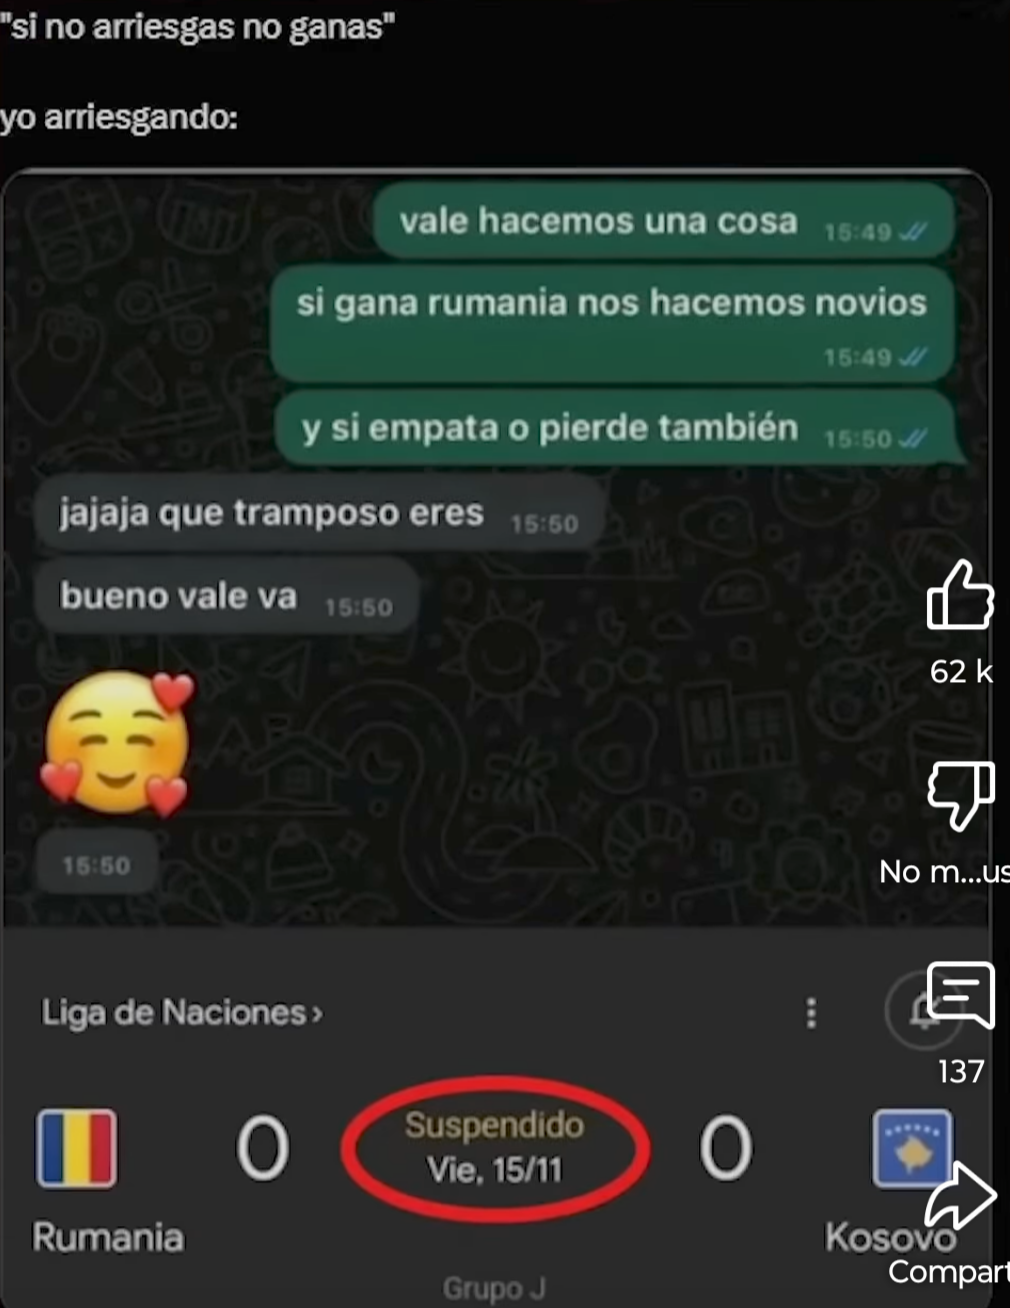 "si no arriesgas no ganas"
yo arriesgando:
vale hacemos una cosa 15:49
si gana rumania nos hacemos novios
15:49
y si empata o pierde también 15:50
jajaja que tramposo eres 15:50
bueno vale va 15:50
62 k
No m...us
15:50
Liga de Naciones ›
137
0 Suspendido 0
Vie, 15/11
Rumania Kosovo
Compart
Grupo J